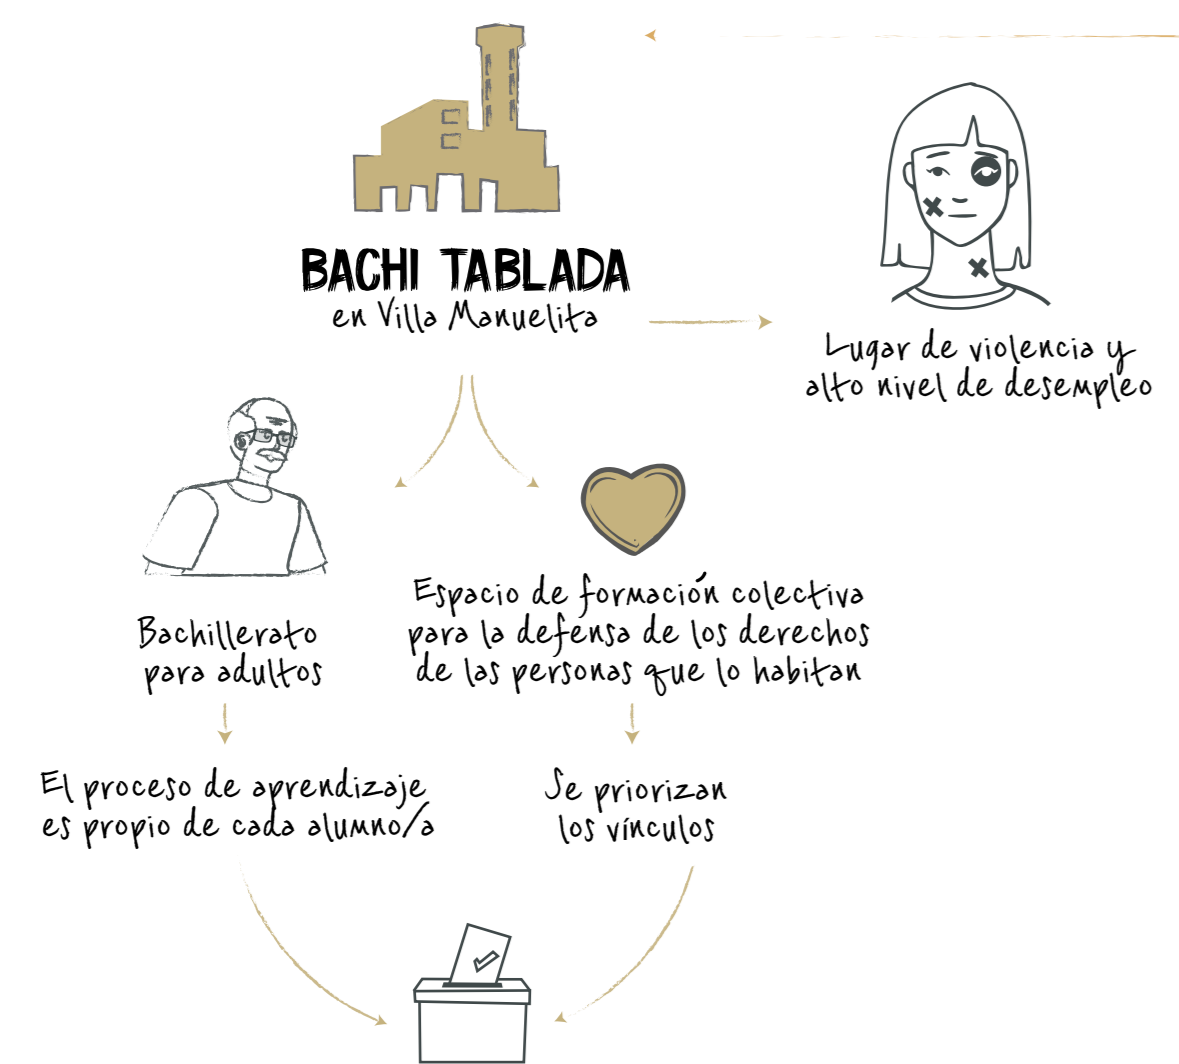 BACHI TABLADA
en Villa Manuelita
Lugar de violencia y
alto nivel de desempleo
Bachillerato
para adultos
Espacio de formación colectiva
para la defensa de los derechos
de las personas que lo habitan
El proceso de aprendizaje
es propio de cada alumno/a
Se priorizan
los vínculos